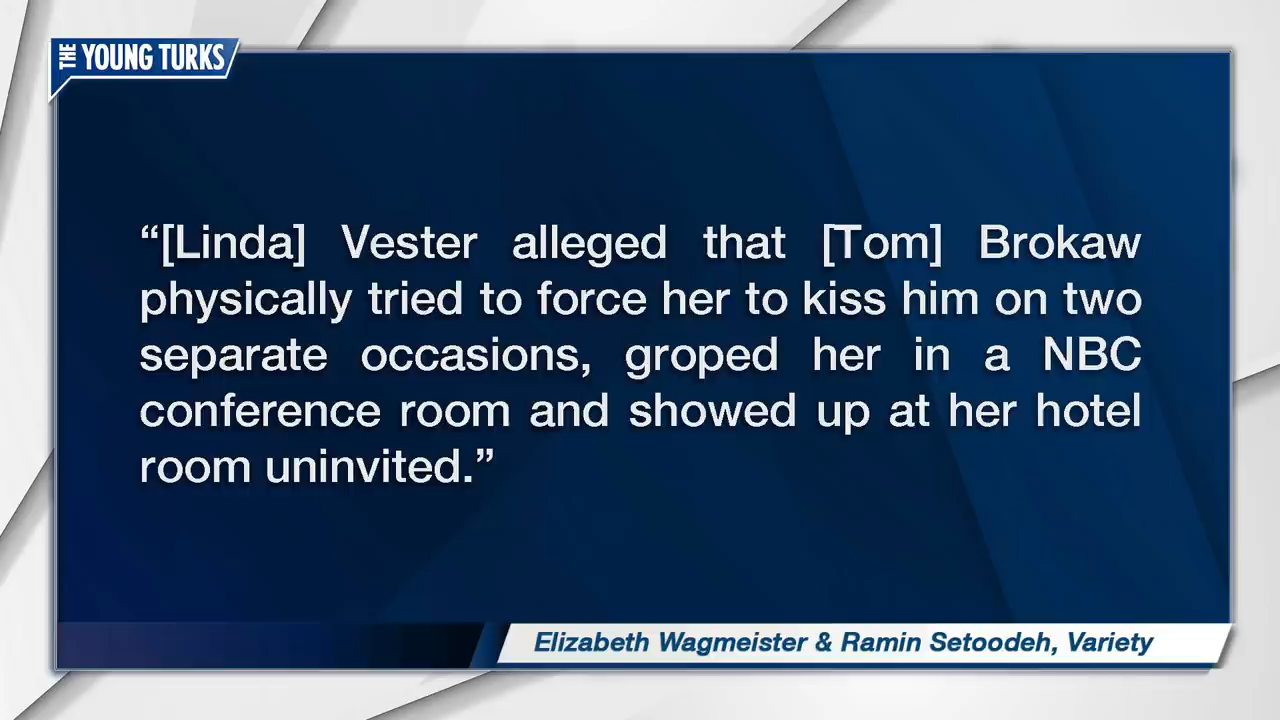 THE YOUNG TURKS
“[Linda] Vester alleged that [Tom] Brokaw
physically tried to force her to kiss him on two
separate occasions, groped her in a NBC
conference room and showed up at her hotel
room uninvited.”
Elizabeth Wagmeister & Ramin Setoodeh, Variety